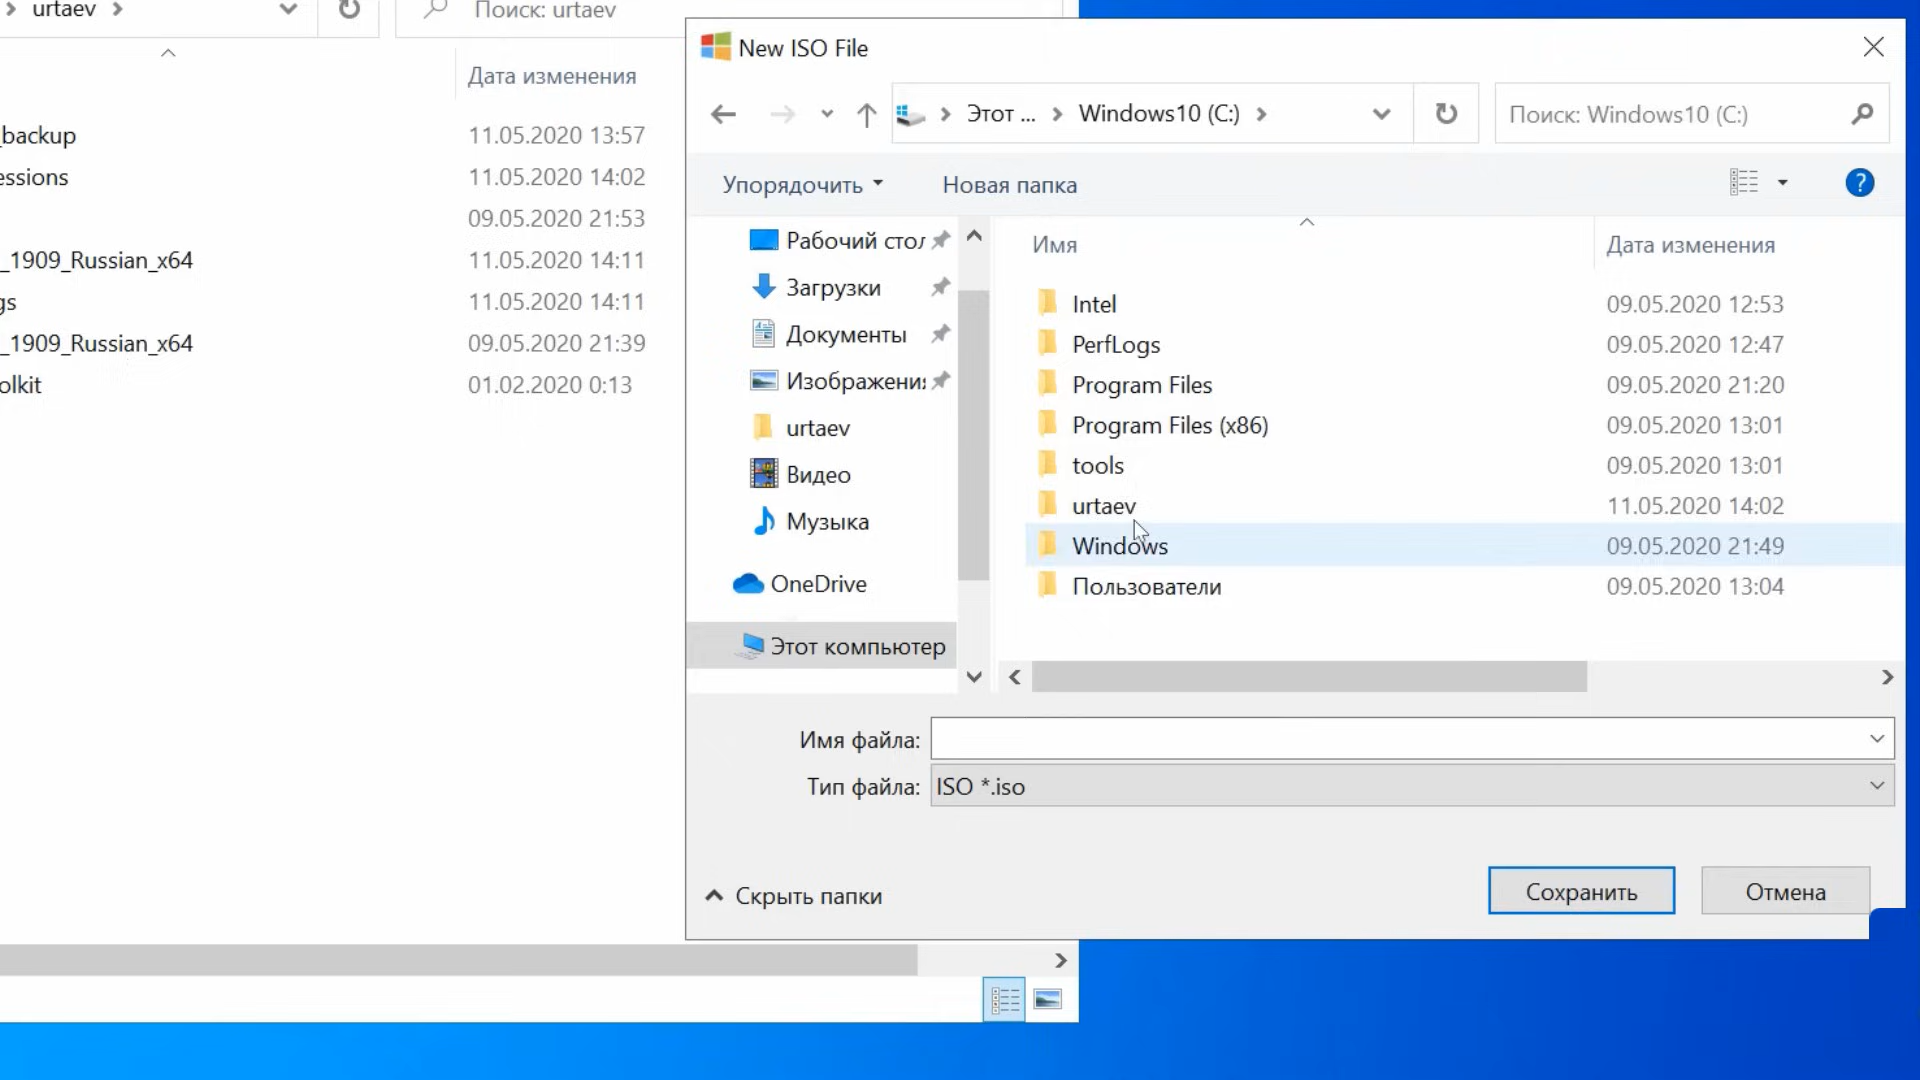 urtaev
Поиск: urtaev
Дата изменения
_backup 11.05.2020 13:57
essions 11.05.2020 14:02
09.05.2020 21:53
_1909_Russian_x64 11.05.2020 14:11
gs 11.05.2020 14:11
_1909_Russian_x64 09.05.2020 21:39
olkit 01.02.2020 0:13
New ISO File
Этот ... Windows10 (C:)
Поиск: Windows10 (C:)
Упорядочить Новая папка
?
Рабочий стол
Загрузки
Документы
Изображени
urtaev
Видео
Музыка
OneDrive
Этот компьютер
Имя Дата изменения
Intel 09.05.2020 12:53
PerfLogs 09.05.2020 12:47
Program Files 09.05.2020 21:20
Program Files (x86) 09.05.2020 13:01
tools 09.05.2020 13:01
urtaev 11.05.2020 14:02
Windows 09.05.2020 21:49
Пользователи 09.05.2020 13:04
Имя файла:
Тип файла: ISO *.iso
Скрыть папки
Сохранить Отмена